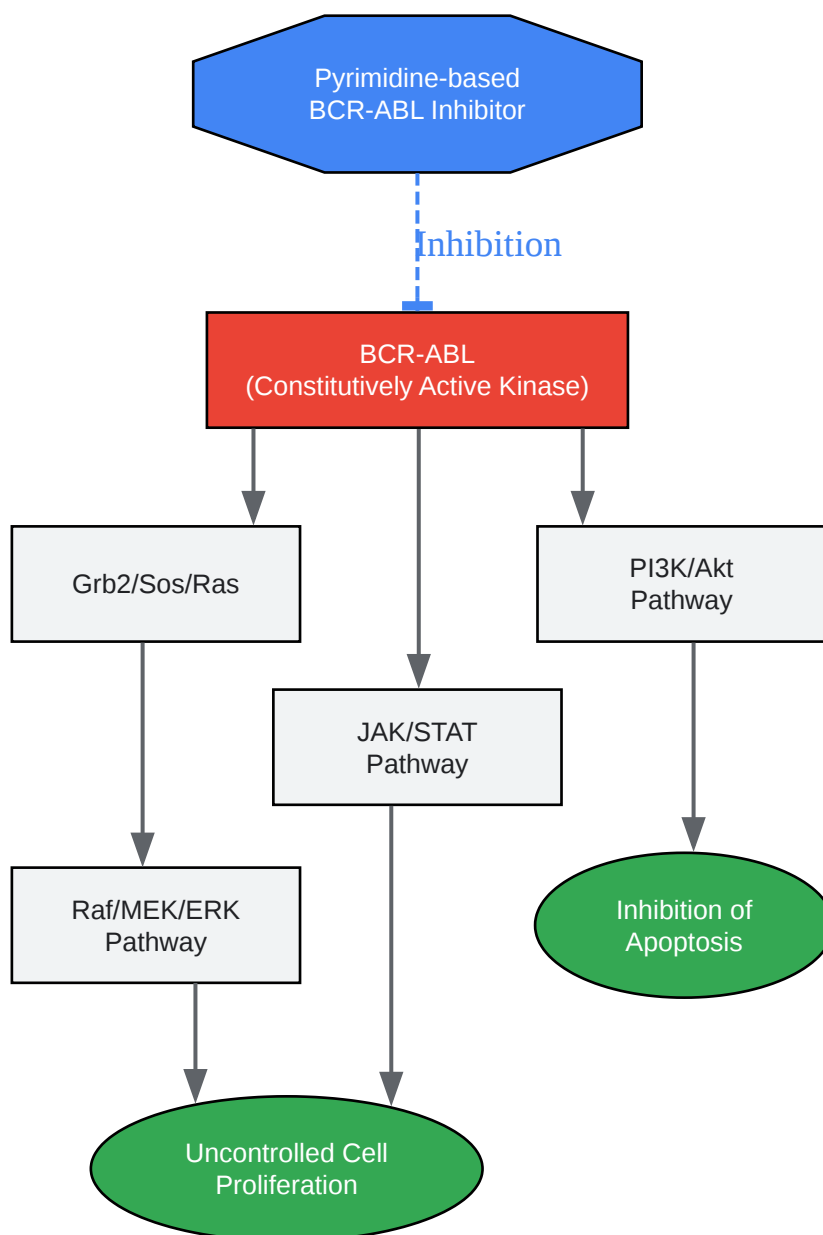 Pyrimidine-based
BCR-ABL Inhibitor
Inhibition
BCR-ABL
(Constitutively Active Kinase)
Grb2/Sos/Ras
PI3K/Akt
Pathway
JAK/STAT
Pathway
Raf/MEK/ERK
Pathway
Inhibition of
Apoptosis
Uncontrolled Cell
Proliferation